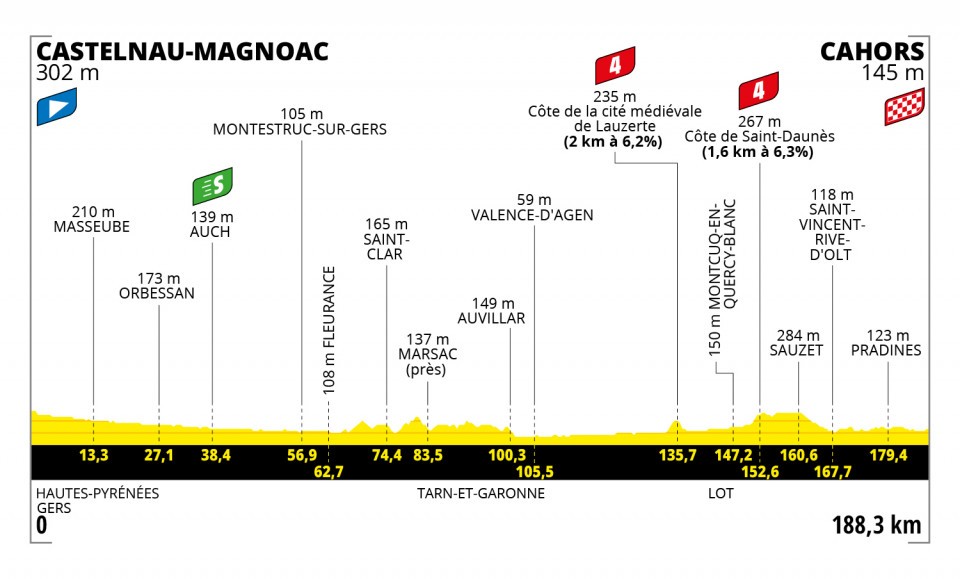 CASTELNAU-MAGNOAC
302 m
CAHORS
145 m
4
235 m
Côte de la cité médiévale
de Lauzerte
(2 km à 6,2%)
4
267 m
Côte de Saint-Daunès
(1,6 km à 6,3%)
105 m
MONTESTRUC-SUR-GERS
S
139 m
AUCH
210 m
MASSEUBE
173 m
ORBESSAN
108 m FLEURANCE
165 m
SAINT-
CLAR
137 m
MARSAC
(près)
149 m
AUVILLAR
59 m
VALENCE-D'AGEN
150 m MONTCUQ-EN-
QUERCY-BLANC
118 m
SAINT-
VINCENT-
RIVE-
D'OLT
284 m
SAUZET
123 m
PRADINES
13,3 27,1 38,4 56,9 74,4 83,5 100,3 135,7 147,2 160,6 179,4
62,7 105,5 152,6 167,7
HAUTES-PYRÉNÉES TARN-ET-GARONNE LOT
GERS
0 188,3 km